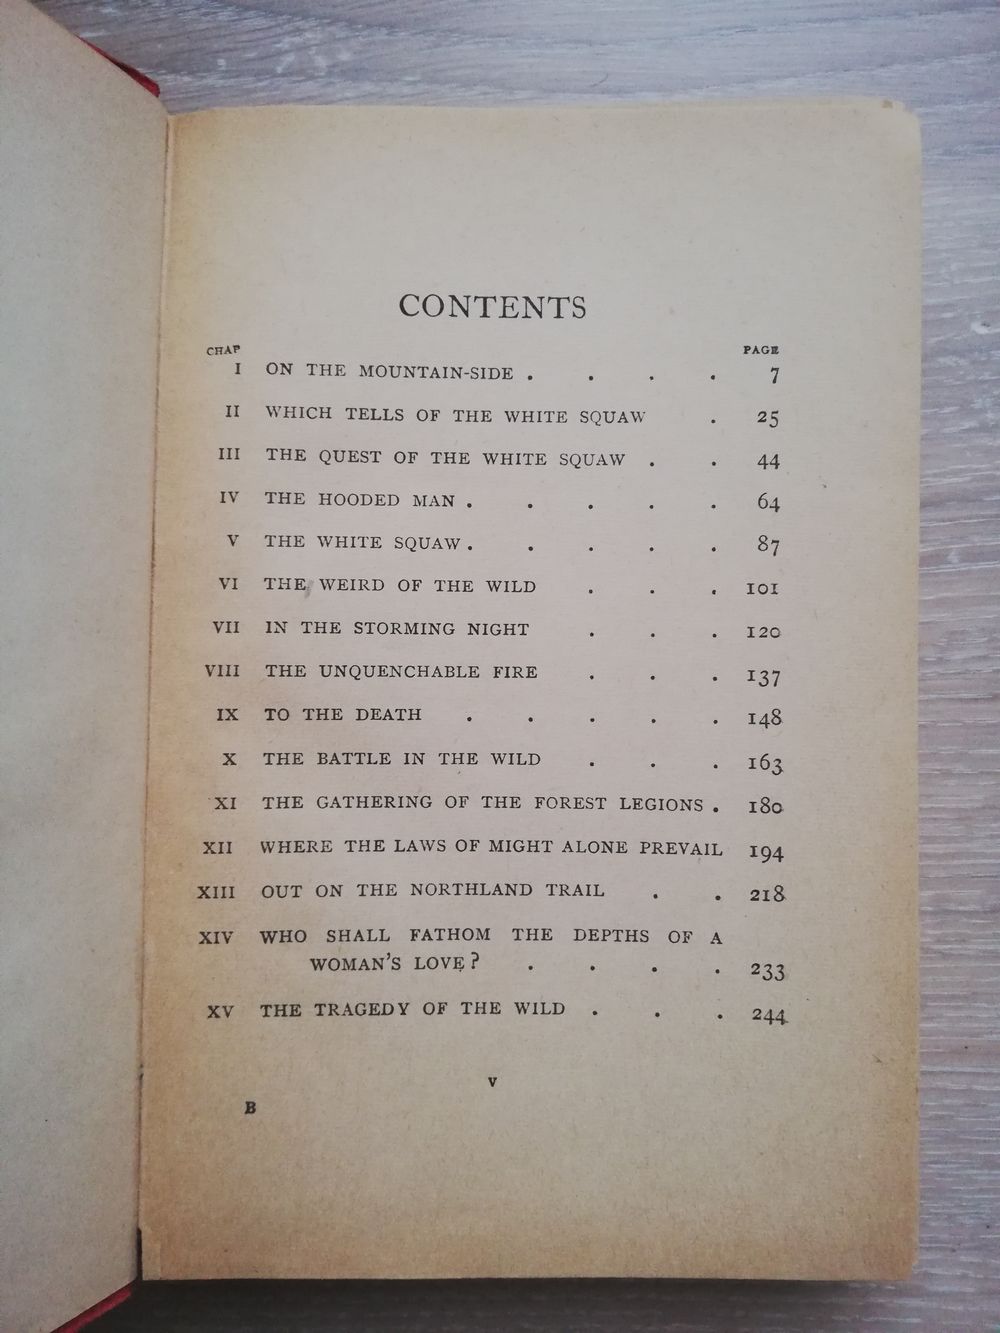 CONTENTS
CHAP PAGE
I ON THE MOUNTAIN-SIDE . . . . 7
II WHICH TELLS OF THE WHITE SQUAW . 25
III THE QUEST OF THE WHITE SQUAW . . 44
IV THE HOODED MAN . . . . . 64
V THE WHITE SQUAW . . . . . 87
VI THE WEIRD OF THE WILD . . . 101
VII IN THE STORMING NIGHT . . . 120
VIII THE UNQUENCHABLE FIRE . . . 137
IX TO THE DEATH . . . . . 148
X THE BATTLE IN THE WILD . . . 163
XI THE GATHERING OF THE FOREST LEGIONS . 180
XII WHERE THE LAWS OF MIGHT ALONE PREVAIL 194
XIII OUT ON THE NORTHLAND TRAIL . . 218
XIV WHO SHALL FATHOM THE DEPTHS OF A
WOMAN'S LOVE? . . . . 233
XV THE TRAGEDY OF THE WILD . . . 244
v
B